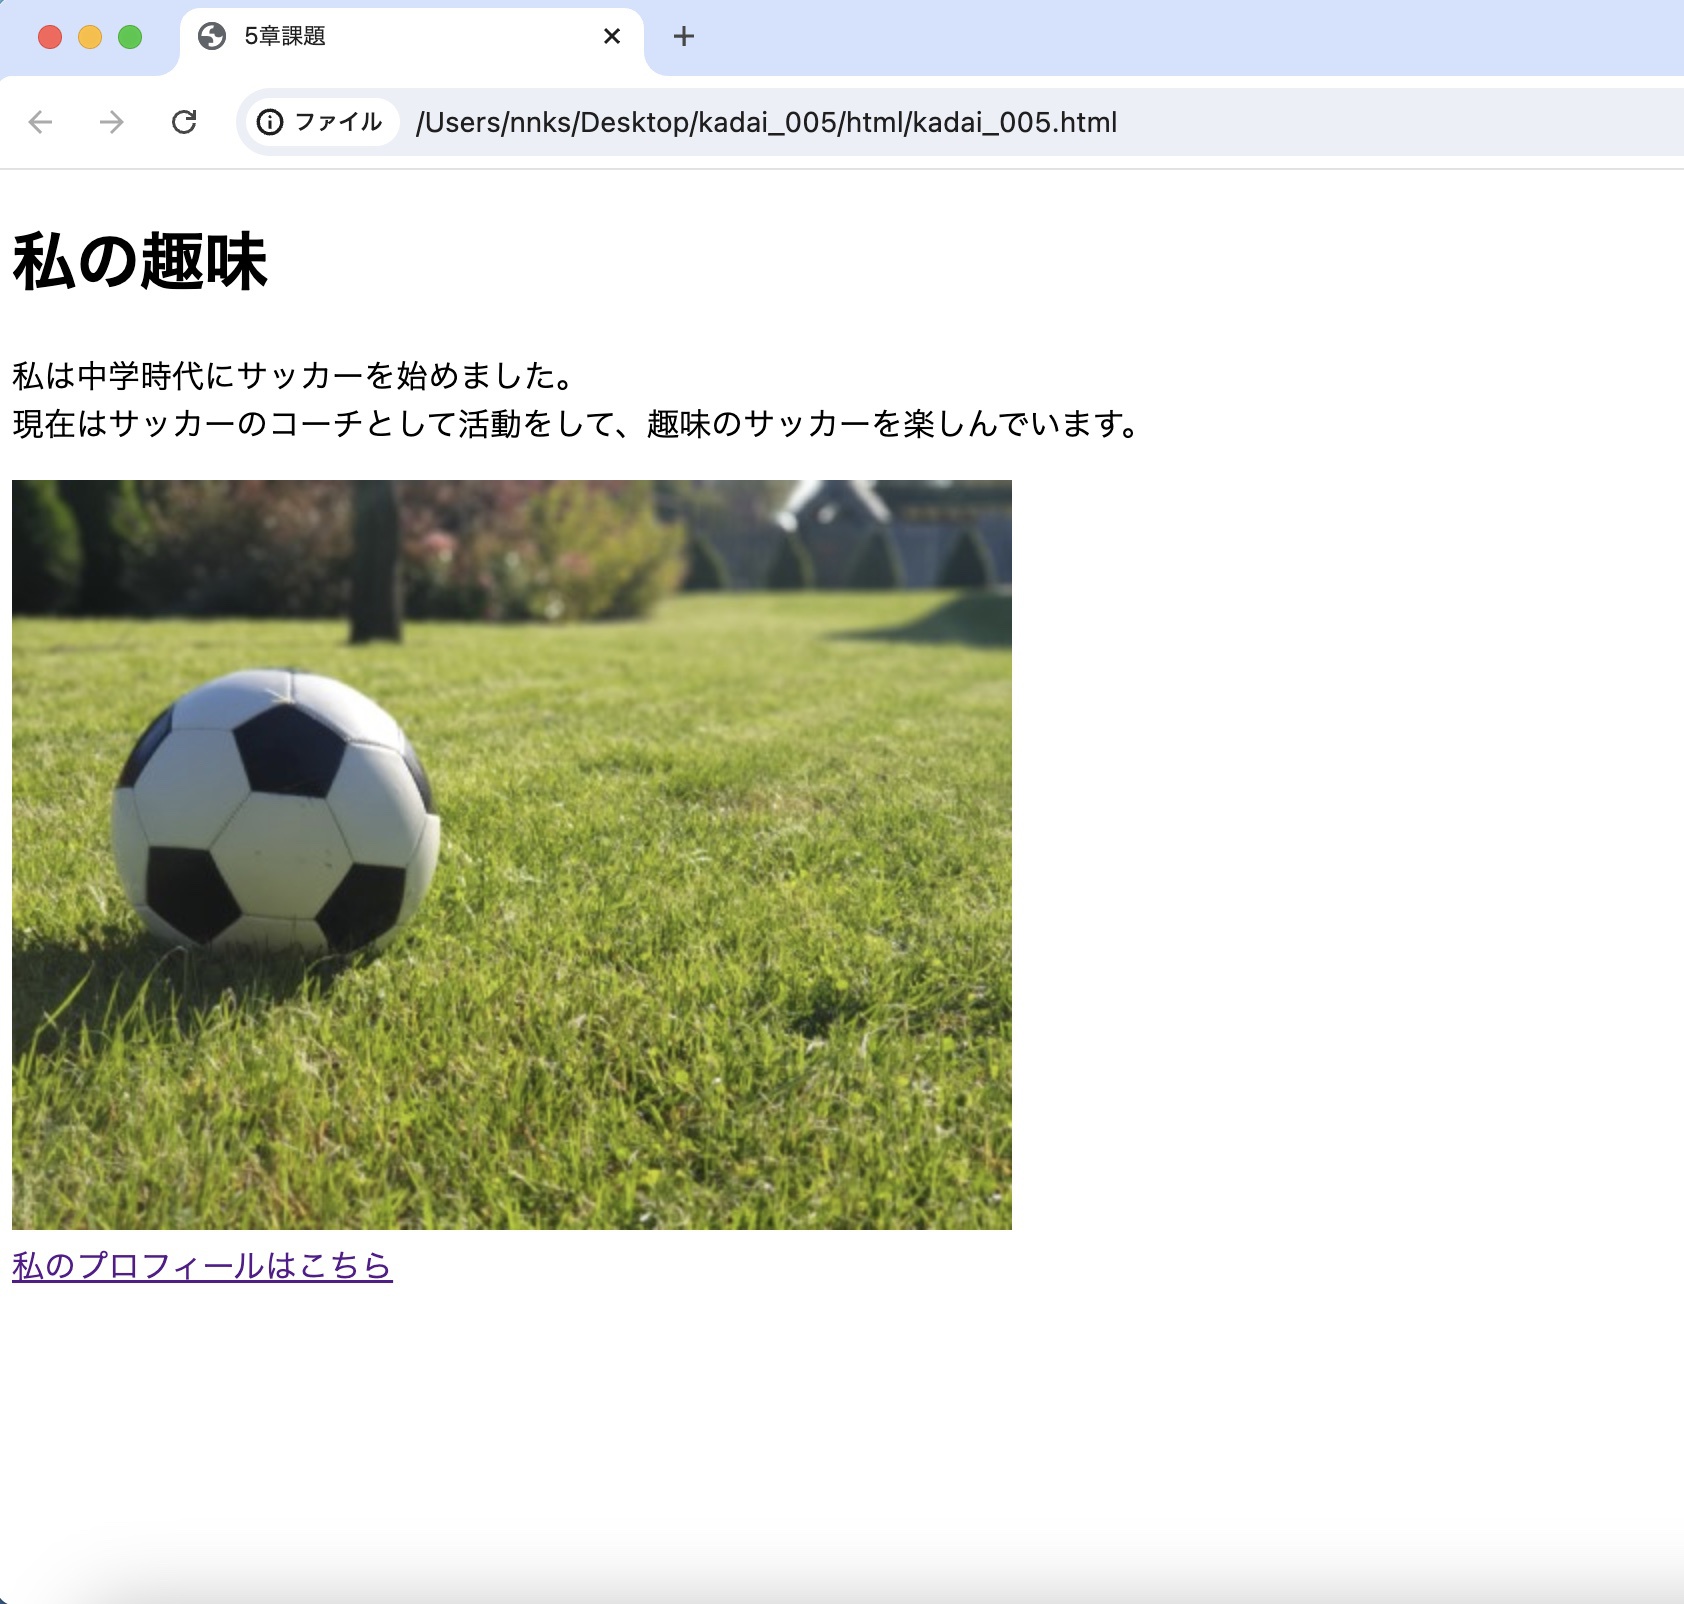 5章課題
ファイル /Users/nnks/Desktop/kadai_005/html/kadai_005.html
私の趣味
私は中学時代にサッカーを始めました。
現在はサッカーのコーチとして活動をして、趣味のサッカーを楽しんでいます。
私のプロフィールはこちら